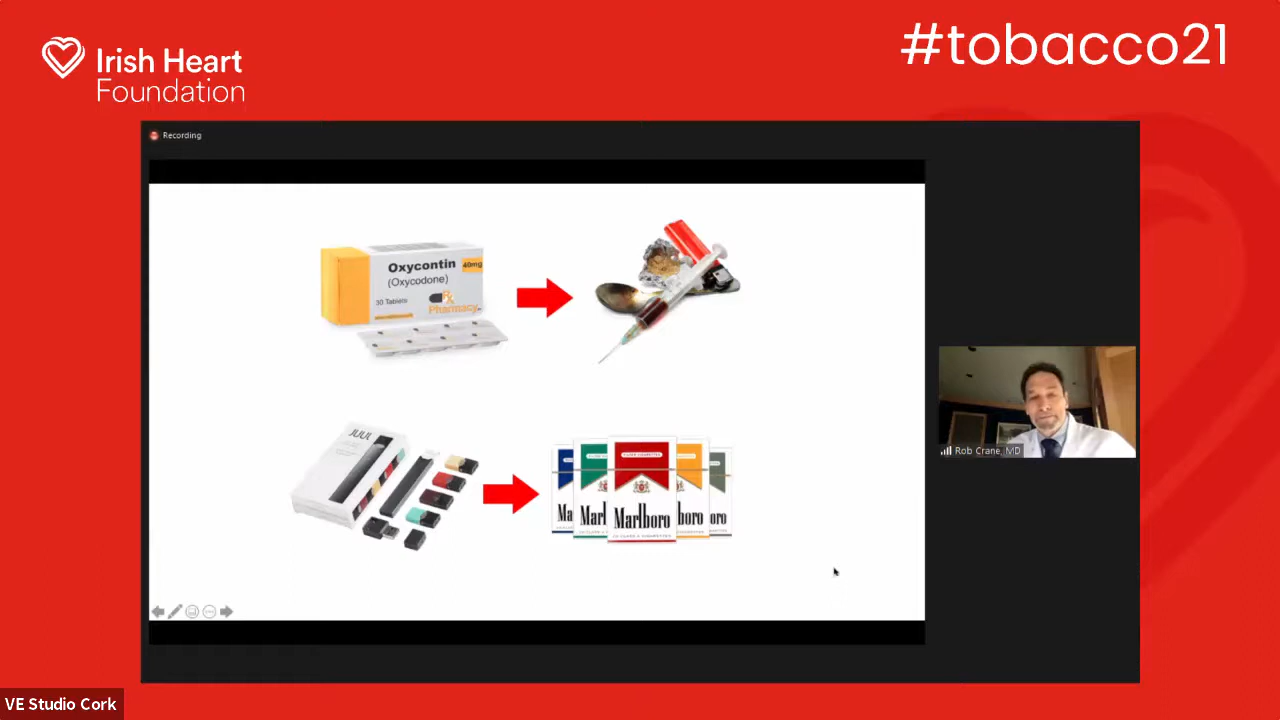 Irish Heart
Foundation
#tobacco21
Recording
Oxycontin
40mg
(Oxycodone)
30 Tablets
Rx
Pharmacy
JUUL
Marlboro
Rob Crane, MD
VE Studio Cork